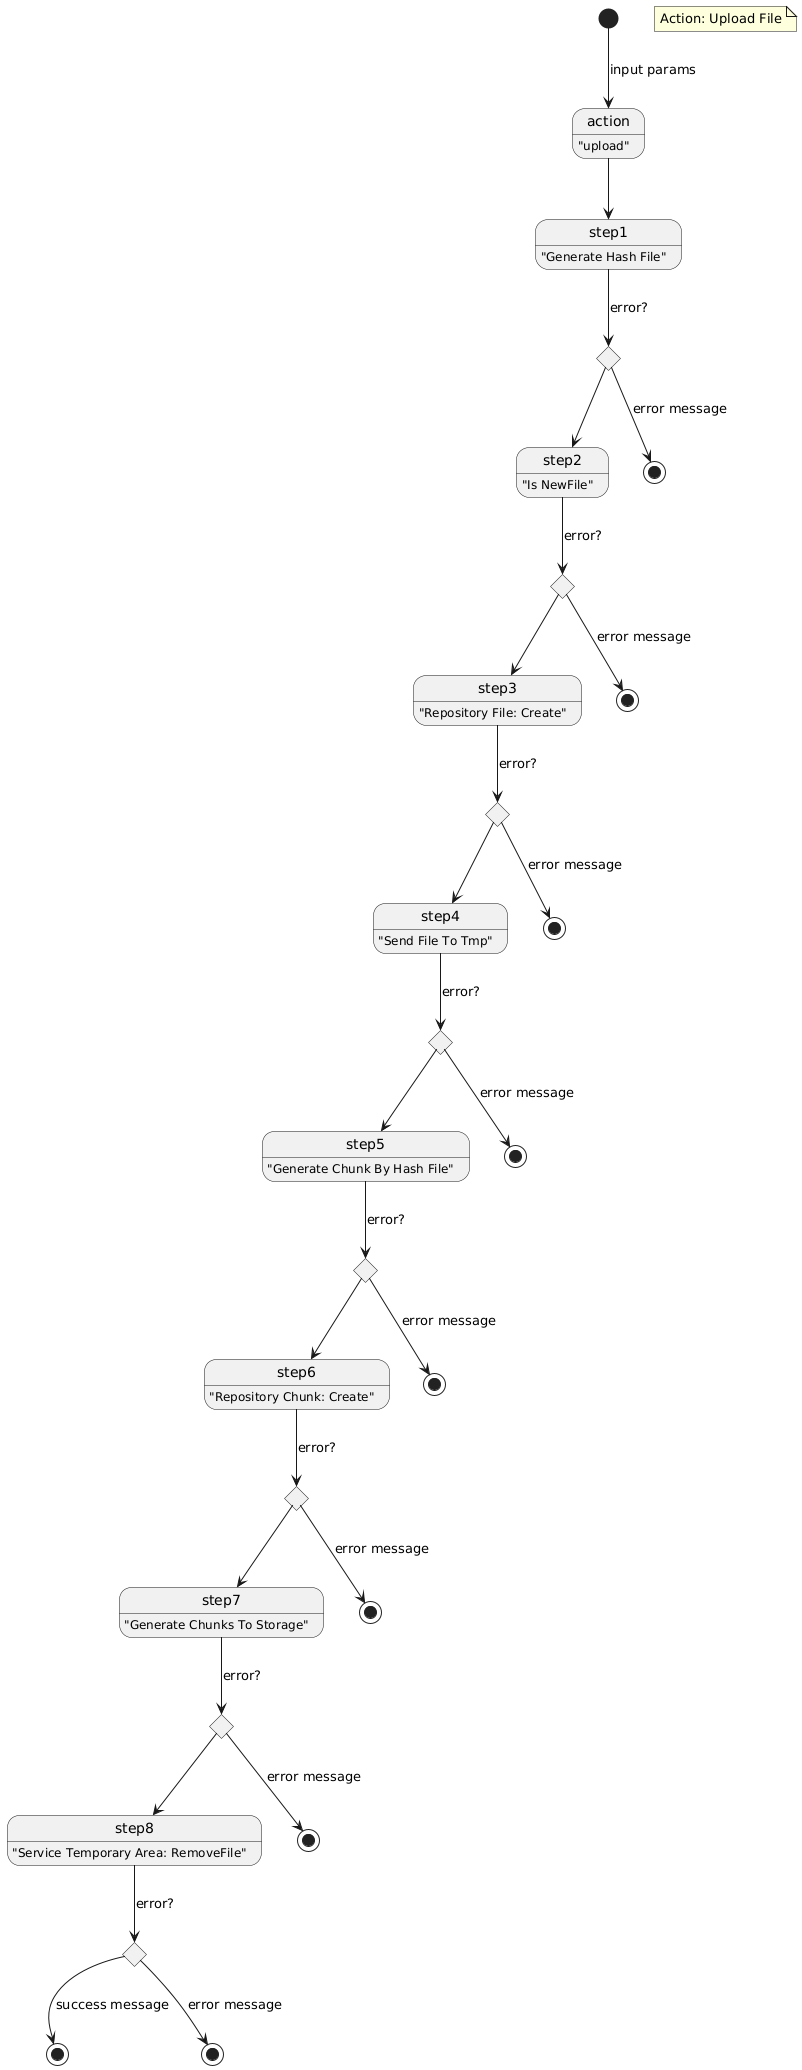 Action: Upload File
input params
action
"upload"
step1
"Generate Hash File"
error?
error message
step2
"Is NewFile"
error?
error message
step3
"Repository File: Create"
error?
error message
step4
"Send File To Tmp"
error?
error message
step5
"Generate Chunk By Hash File"
error?
error message
step6
"Repository Chunk: Create"
error?
error message
step7
"Generate Chunks To Storage"
error?
error message
step8
"Service Temporary Area: RemoveFile"
error?
success message
error message